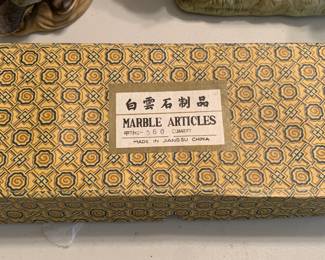 白雲石制品
MARBLE ARTICLES
MADE IN JIANGSU CHINA